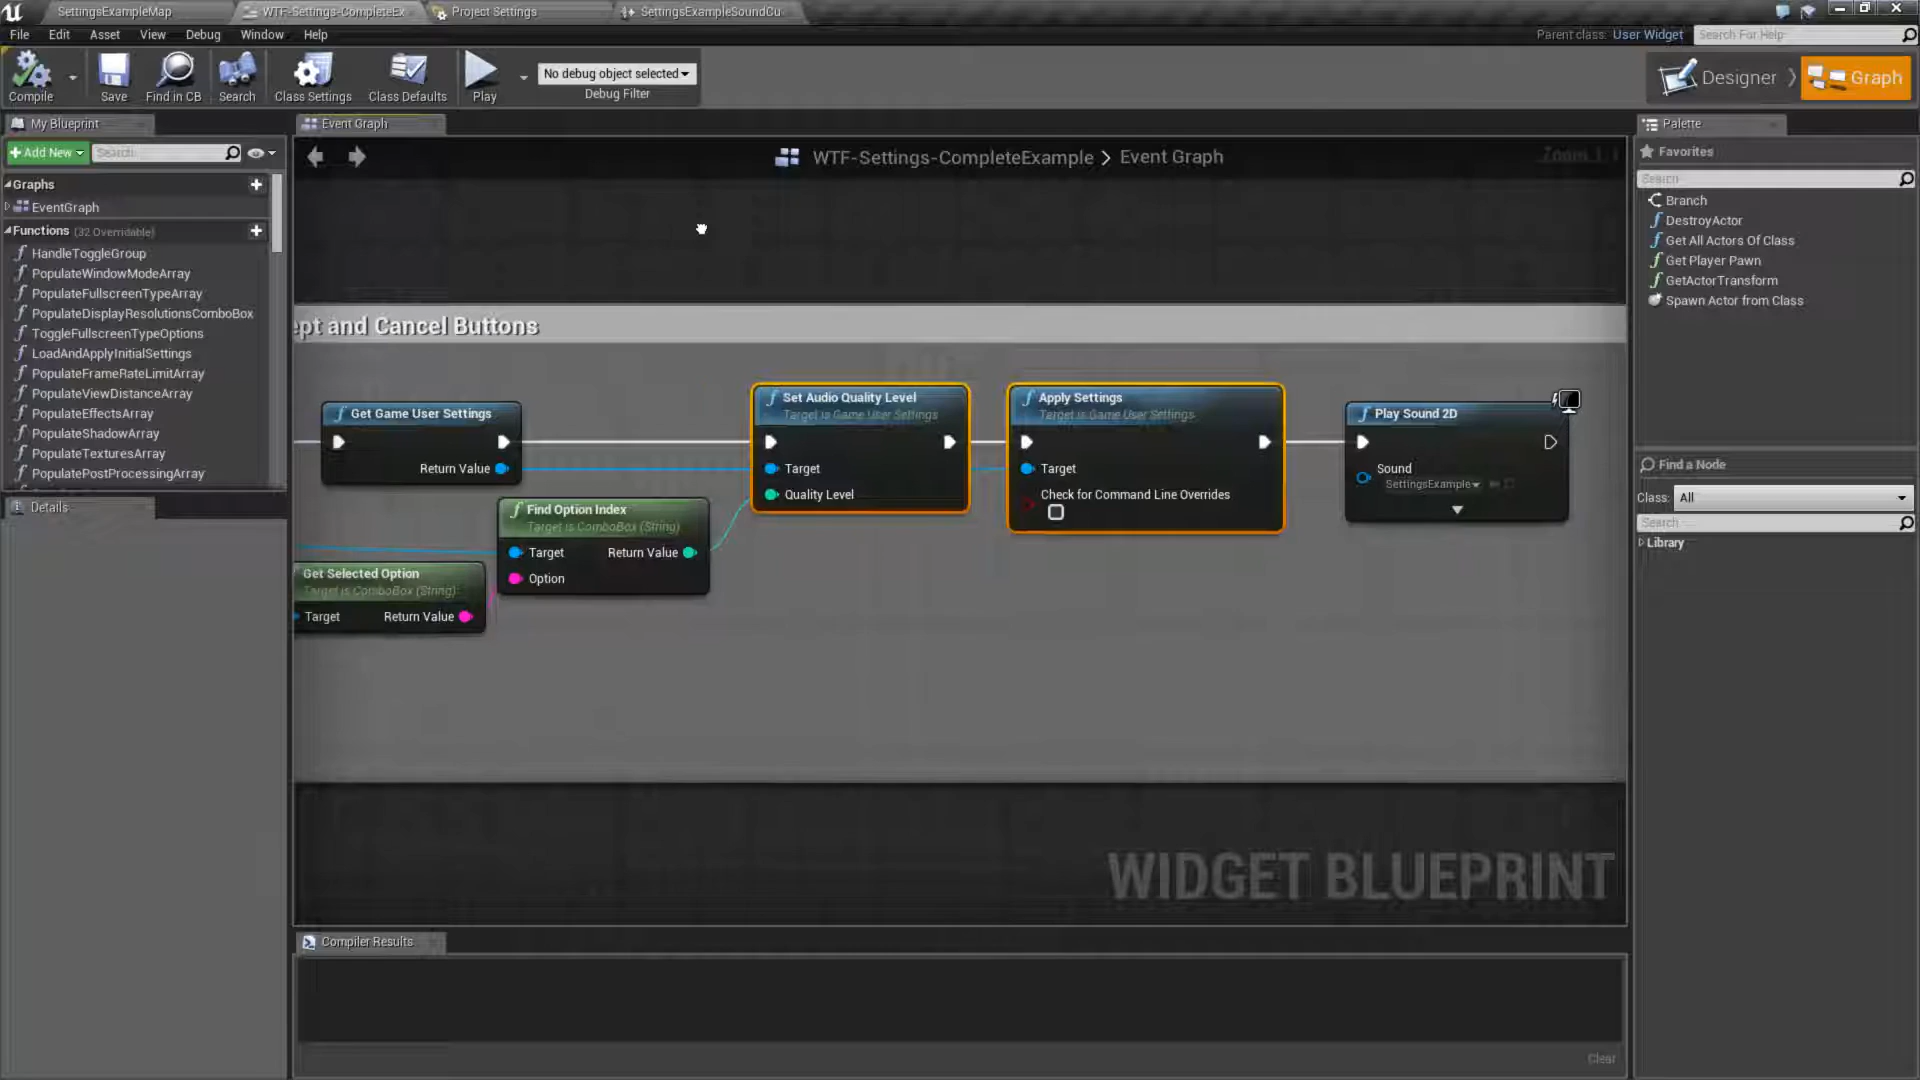 SettingsExampleMap
WTF-Settings-CompleteEx
Project Settings
SettingsExampleSoundCu
File Edit Asset View Debug Window Help
Parent class: User Widget
Search For Help
Compile
Save
Find in CB
Search
Class Settings
Class Defaults
Play
No debug object selected
Debug Filter
Designer
Graph
My Blueprint
Add New
Search
Graphs
EventGraph
Functions (32 Overridable)
HandleToggleGroup
PopulateWindowModeArray
PopulateFullscreenTypeArray
PopulateDisplayResolutionsComboBox
ToggleFullscreenTypeOptions
LoadAndApplyInitialSettings
PopulateFrameRateLimitArray
PopulateViewDistanceArray
PopulateEffectsArray
PopulateShadowArray
PopulateTexturesArray
PopulatePostProcessingArray
Details
Event Graph
WTF-Settings-CompleteExample > Event Graph
Zoom 1:1
ept and Cancel Buttons
Get Game User Settings
Return Value
Set Audio Quality Level
Target is Game User Settings
Target
Quality Level
Apply Settings
Target is Game User Settings
Target
Check for Command Line Overrides
Play Sound 2D
Sound
SettingsExample
Find Option Index
Target is ComboBox (String)
Target
Return Value
Option
Get Selected Option
Target is ComboBox (String)
Target
Return Value
WIDGET BLUEPRINT
Compiler Results
Clear
Palette
Favorites
Search
Branch
DestroyActor
Get All Actors Of Class
Get Player Pawn
GetActorTransform
Spawn Actor from Class
Find a Node
Class: All
Search
Library